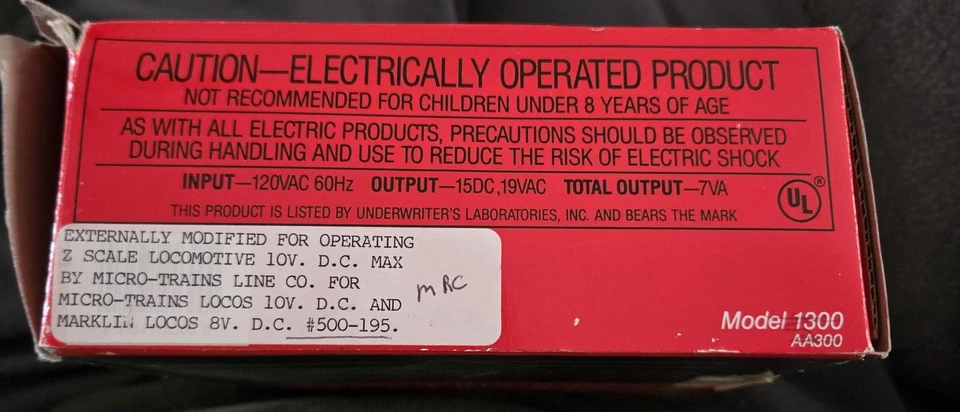 CAUTION—ELECTRICALLY OPERATED PRODUCT
NOT RECOMMENDED FOR CHILDREN UNDER 8 YEARS OF AGE
AS WITH ALL ELECTRIC PRODUCTS, PRECAUTIONS SHOULD BE OBSERVED
DURING HANDLING AND USE TO REDUCE THE RISK OF ELECTRIC SHOCK
INPUT—120VAC 60Hz OUTPUT—15DC,19VAC TOTAL OUTPUT—7VA
THIS PRODUCT IS LISTED BY UNDERWRITER'S LABORATORIES, INC. AND BEARS THE MARK
UL®
EXTERNALLY MODIFIED FOR OPERATING
Z SCALE LOCOMOTIVE 10V. D.C. MAX
BY MICRO-TRAINS LINE CO. FOR
MICRO-TRAINS LOCOS 10V. D.C. AND
MARKLIN LOCOS 8V. D.C. #500-195.
MRC
Model 1300
AA300